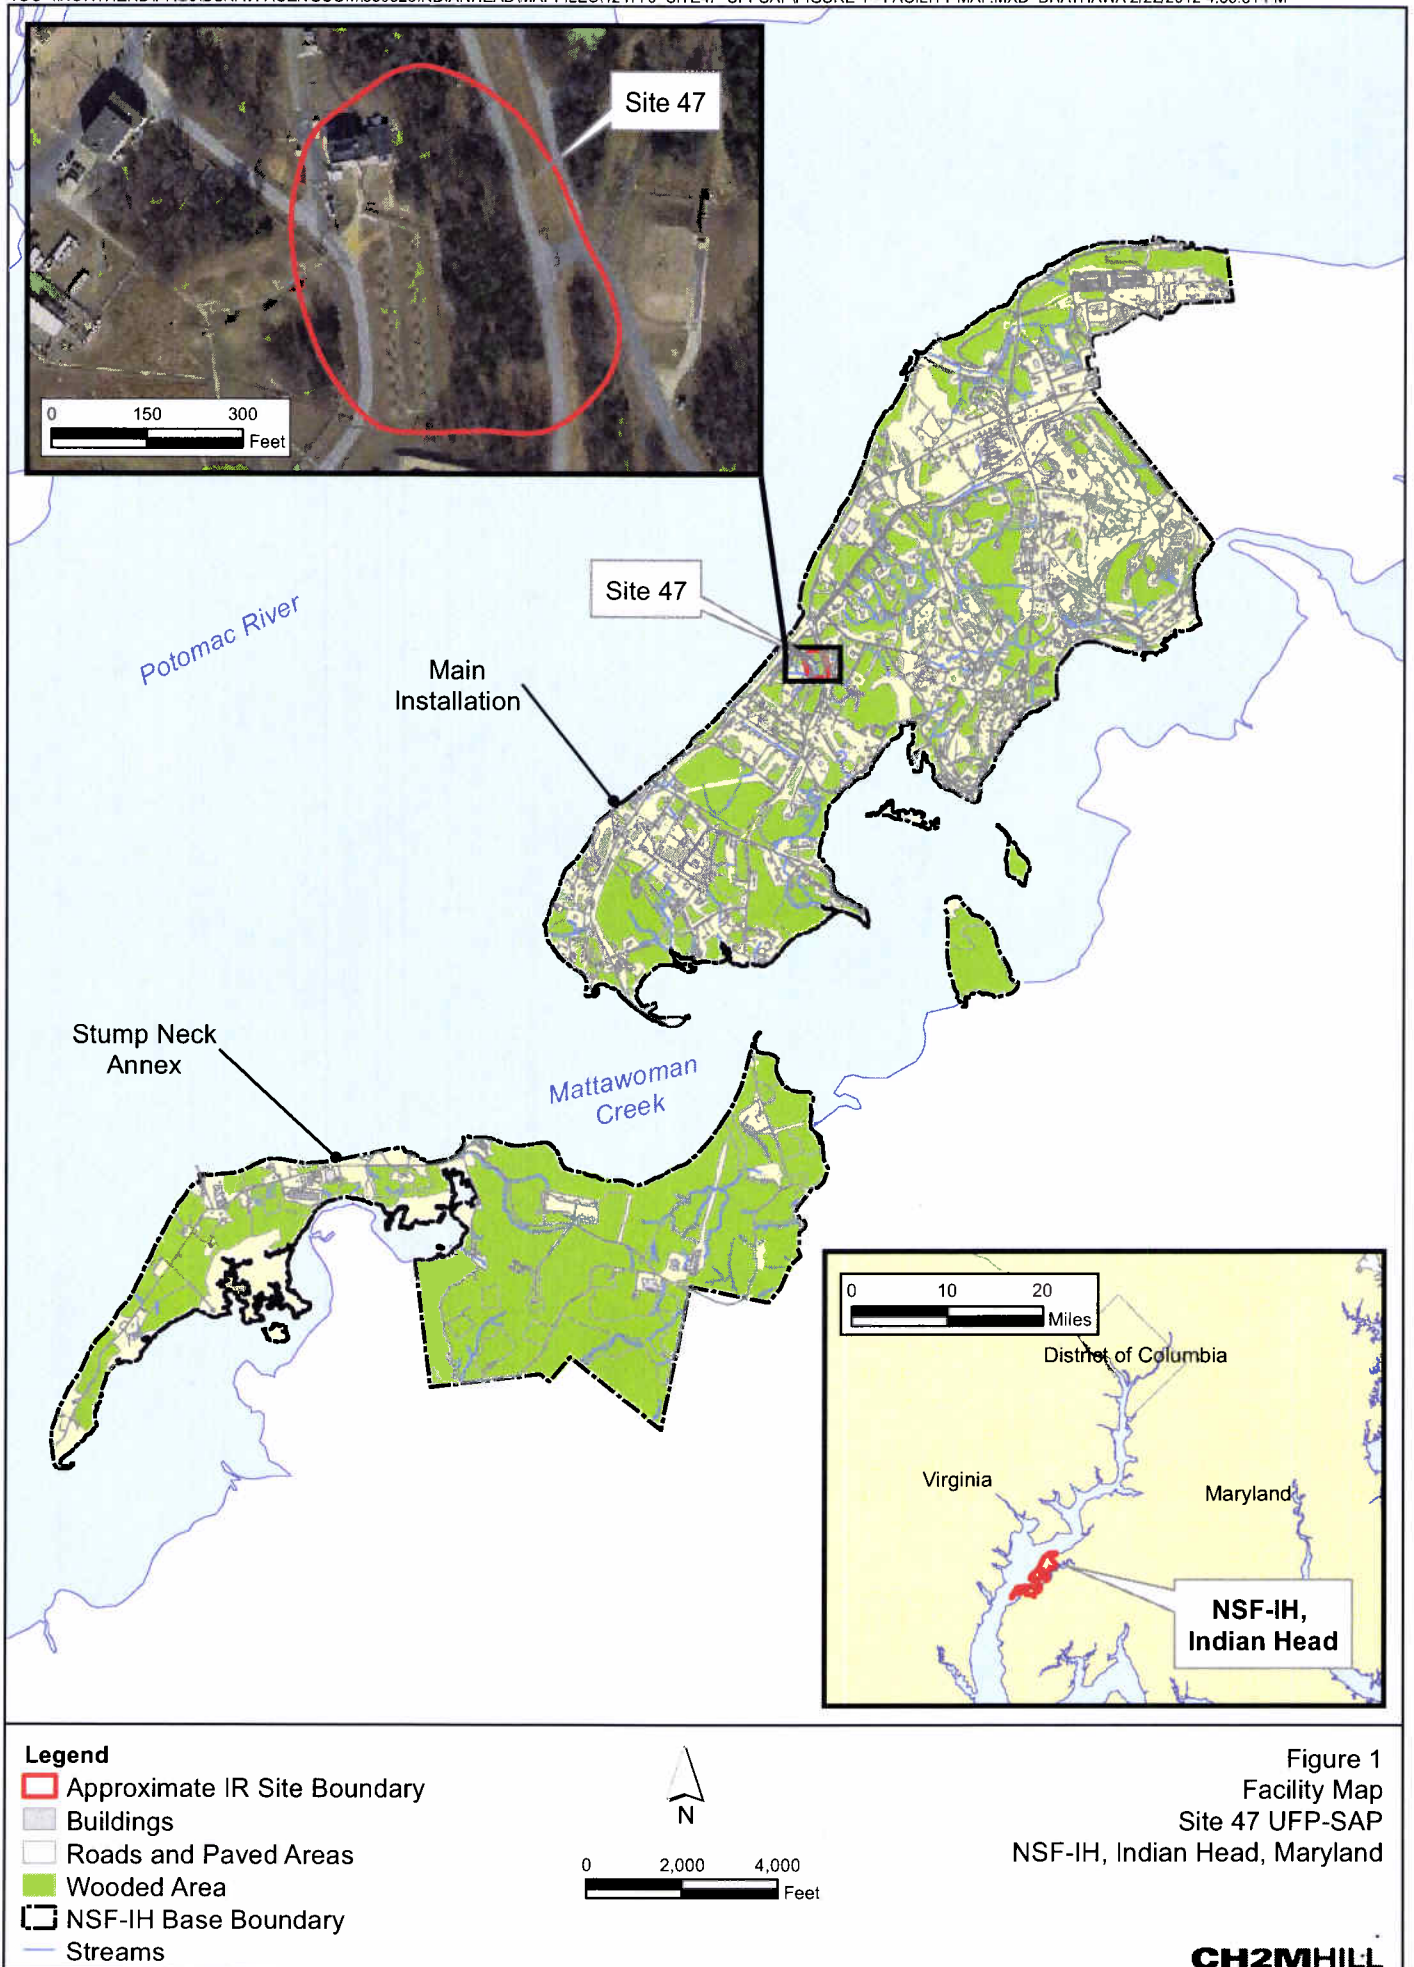 Site 47
0 150 300
Feet
Site 47
Potomac River
Main
Installation
Stump Neck
Annex
Mattawoman
Creek
0 10 20
Miles
District of Columbia
Virginia
Maryland
NSF-IH,
Indian Head
Legend
Approximate IR Site Boundary
Buildings
Roads and Paved Areas
Wooded Area
NSF-IH Base Boundary
Streams
N
0 2,000 4,000
Feet
Figure 1
Facility Map
Site 47 UFP-SAP
NSF-IH, Indian Head, Maryland
CH2MHILL